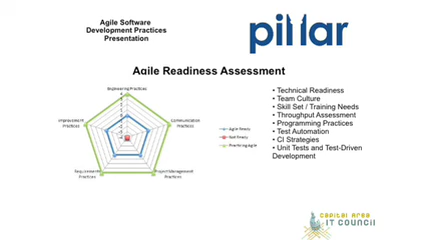 Agile Software
Development Practices
Presentation
pillar
Agile Readiness Assessment
Engineering Practices
Improvement
Practices
Communication
Practices
Requirement
Practices
Project Management
Practices
Agile Ready
Not Ready
Practicing Agile
• Technical Readiness
• Team Culture
• Skill Set / Training Needs
• Throughput Assessment
• Programming Practices
• Test Automation
• CI Strategies
• Unit Tests and Test-Driven
Development
capital area
IT COUNCIL